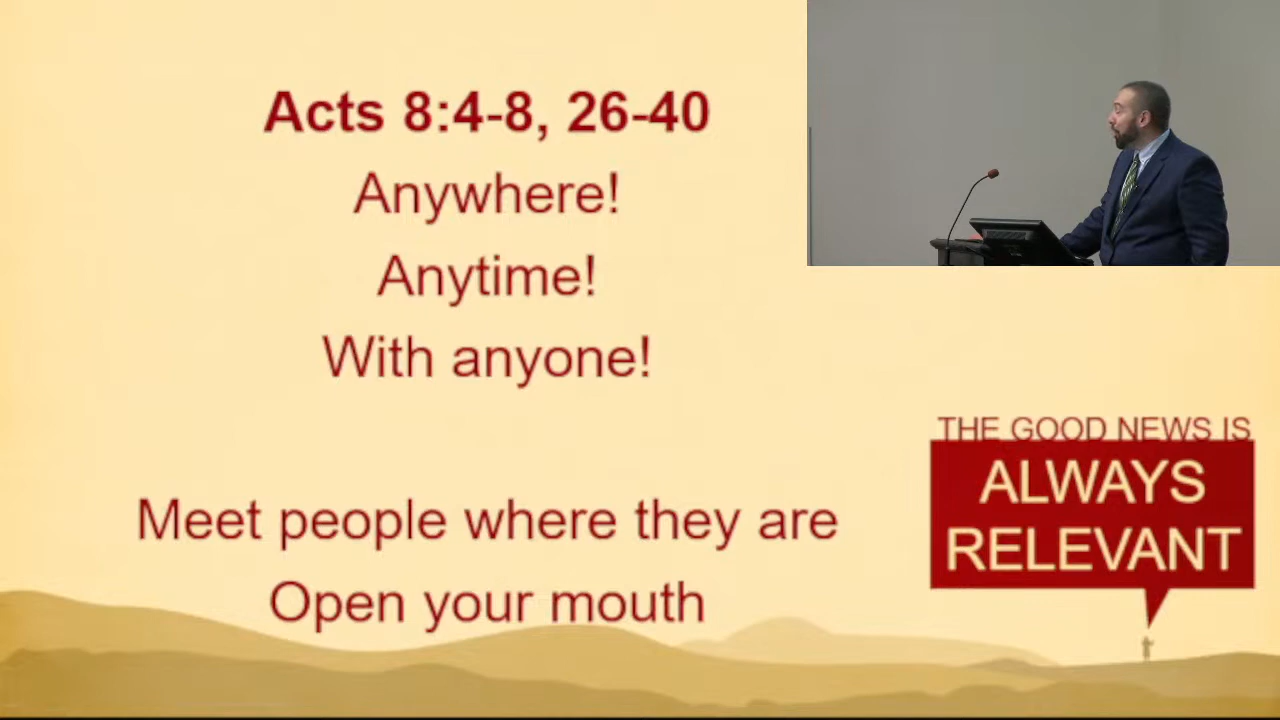 Acts 8:4-8, 26-40
Anywhere!
Anytime!
With anyone!
Meet people where they are
Open your mouth
THE GOOD NEWS IS
ALWAYS
RELEVANT